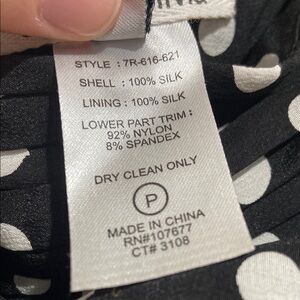 STYLE : 7R-616-621
SHELL : 100% SILK
LINING : 100% SILK
LOWER PART TRIM :
92% NYLON
8% SPANDEX
DRY CLEAN ONLY
P
MADE IN CHINA
RN#107677
CT# 3108